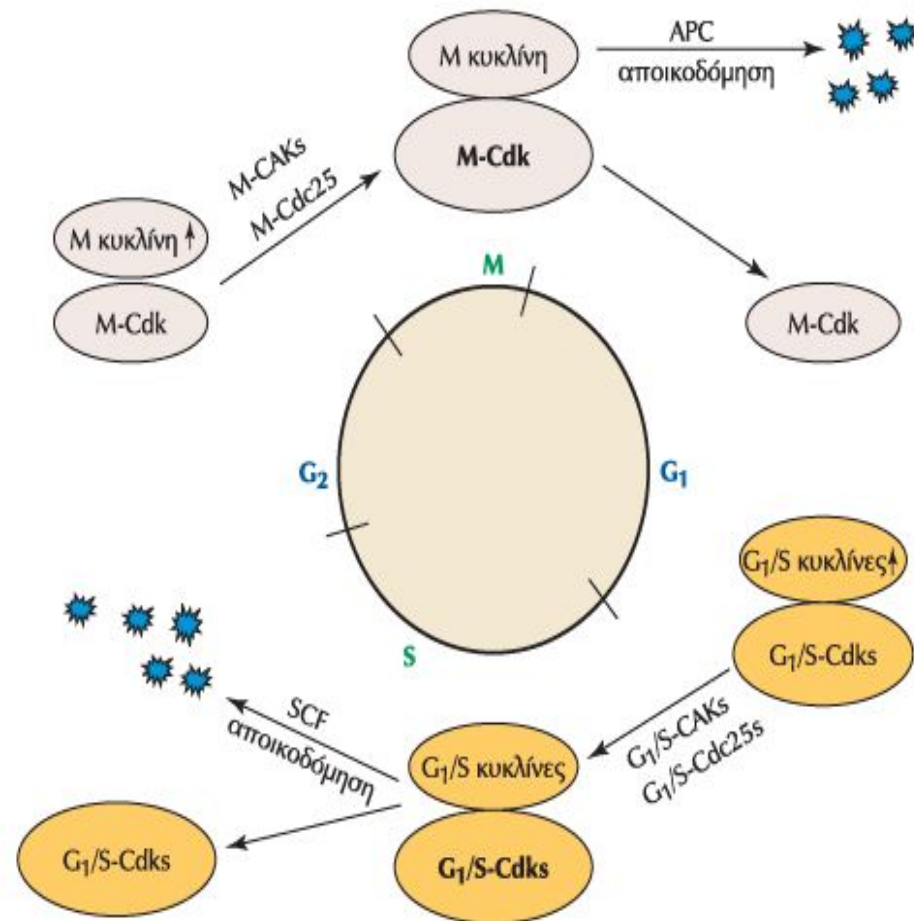 M κυκλίνη
APC
αποικοδόμηση
M-Cdk
M-CAKs
M-Cdc25
M κυκλίνη ↑
M-Cdk
M
M-Cdk
G₂
G₁
G₁/S κυκλίνες ↑
G₁/S-Cdks
S
SCF
αποικοδόμηση
G₁/S-CAKs
G₁/S-Cdc25s
G₁/S κυκλίνες
G₁/S-Cdks
G₁/S-Cdks